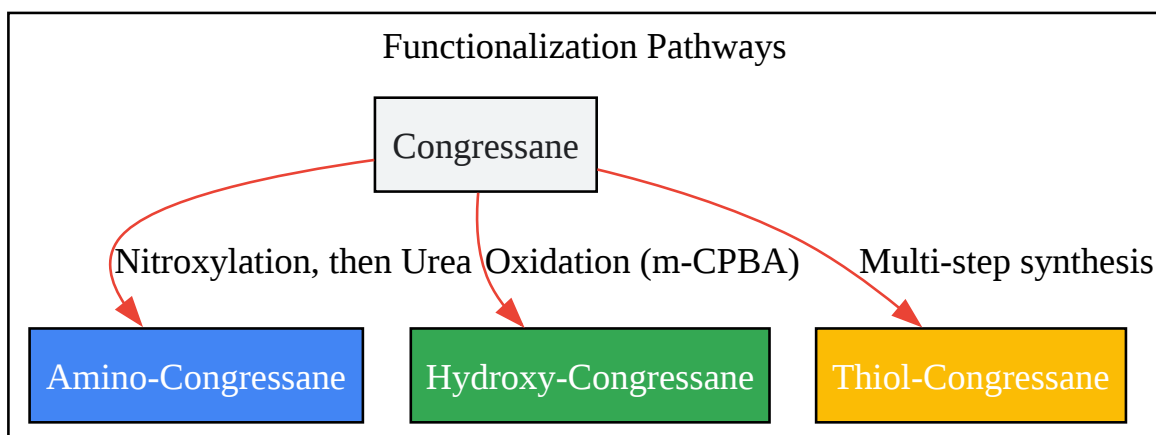 Functionalization Pathways
Congressane
Nitroxylation, then Urea
Oxidation (m-CPBA)
Multi-step synthesis
Amino-Congressane
Hydroxy-Congressane
Thiol-Congressane